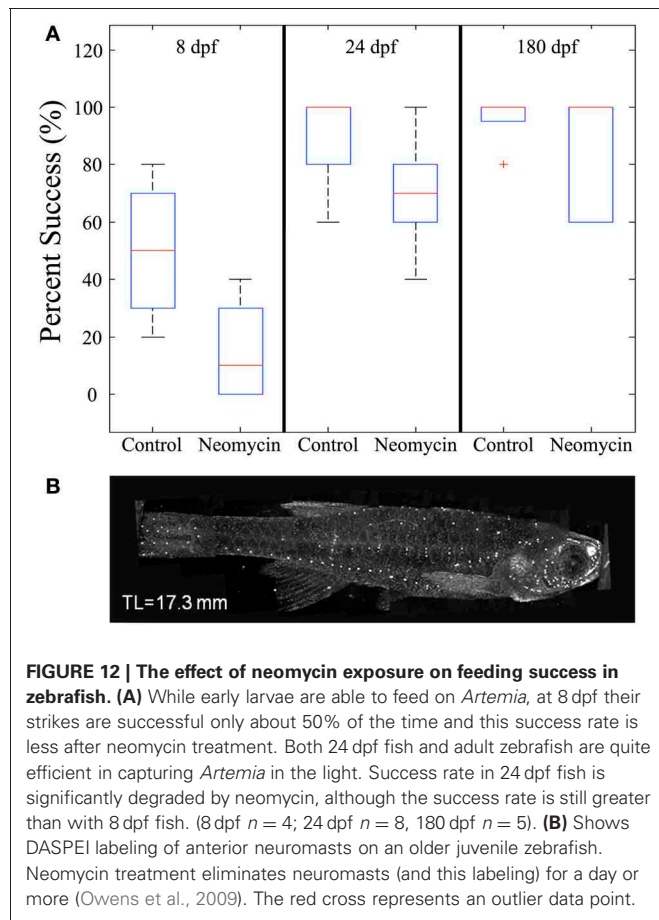 A
8 dpf
24 dpf
180 dpf
Percent Success (%)
120
100
80
60
40
20
0
Control
Neomycin
Control
Neomycin
Control
Neomycin
B
TL=17.3 mm
FIGURE 12 | The effect of neomycin exposure on feeding success in
zebrafish. (A) While early larvae are able to feed on Artemia, at 8 dpf their
strikes are successful only about 50% of the time and this success rate is
less after neomycin treatment. Both 24 dpf fish and adult zebrafish are quite
efficient in capturing Artemia in the light. Success rate in 24 dpf fish is
significantly degraded by neomycin, although the success rate is still greater
than with 8 dpf fish. (8 dpf n = 4; 24 dpf n = 8, 180 dpf n = 5). (B) Shows
DASPEI labeling of anterior neuromasts on an older juvenile zebrafish.
Neomycin treatment eliminates neuromasts (and this labeling) for a day or
more (Owens et al., 2009). The red cross represents an outlier data point.